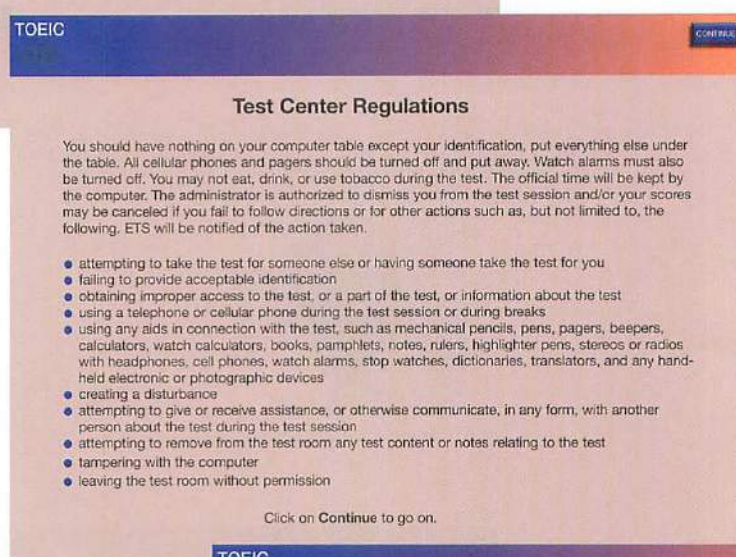 TOEIC
CONTINUE
Test Center Regulations
You should have nothing on your computer table except your identification, put everything else under
the table. All cellular phones and pagers should be turned off and put away. Watch alarms must also
be turned off. You may not eat, drink, or use tobacco during the test. The official time will be kept by
the computer. The administrator is authorized to dismiss you from the test session and/or your scores
may be canceled if you fail to follow directions or for other actions such as, but not limited to, the
following. ETS will be notified of the action taken.
● attempting to take the test for someone else or having someone take the test for you
● failing to provide acceptable identification
● obtaining improper access to the test, or a part of the test, or information about the test
● using a telephone or cellular phone during the test session or during breaks
● using any aids in connection with the test, such as mechanical pencils, pens, pagers, beepers,
calculators, watch calculators, books, pamphlets, notes, rulers, highlighter pens, stereos or radios
with headphones, cell phones, watch alarms, stop watches, dictionaries, translators, and any hand-
held electronic or photographic devices
● creating a disturbance
● attempting to give or receive assistance, or otherwise communicate, in any form, with another
person about the test during the test session
● attempting to remove from the test room any test content or notes relating to the test
● tampering with the computer
● leaving the test room without permission
Click on Continue to go on.
TOEIC